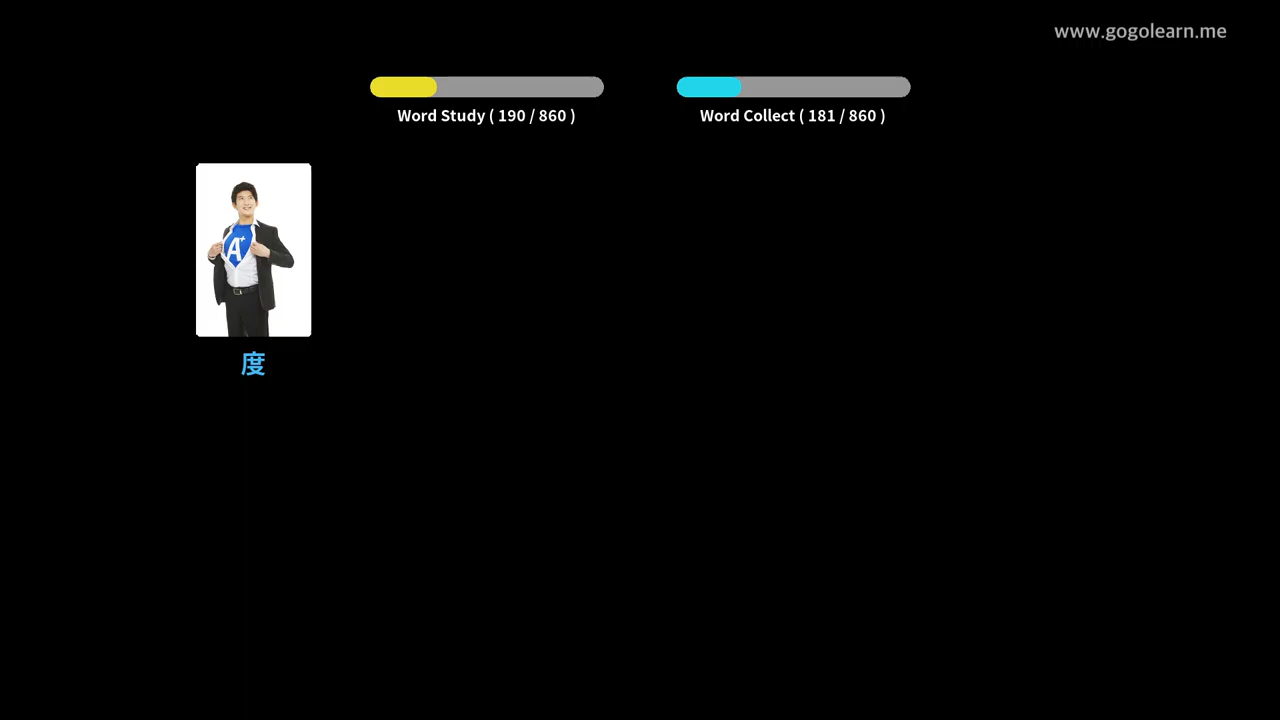 www.gogolearn.me
Word Study ( 190 / 860 )
Word Collect ( 181 / 860 )
A+
度